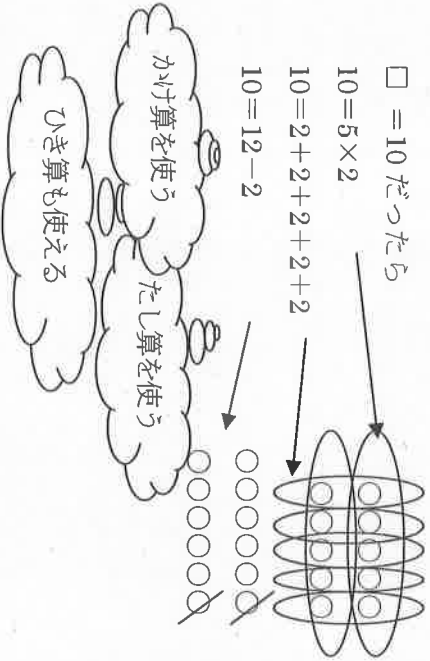 □ =10 だったら
10=5×2
10=2+2+2+2+2
10=12-2
かけ算を使う
たし算を使う
ひき算も使える